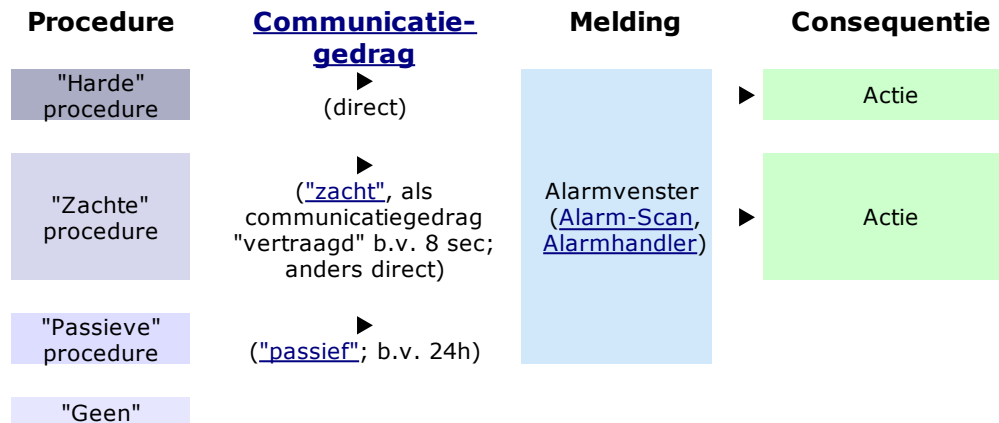 Procedure
Communicatie-
gedrag
Melding
Consequentie
"Harde"
procedure
(direct)
Actie
"Zachte"
procedure
("zacht", als
communicatiegedrag
"vertraagd" b.v. 8 sec;
anders direct)
Alarmvenster
(Alarm-Scan,
Alarmhandler)
Actie
"Passieve"
procedure
("passief"; b.v. 24h)
"Geen"